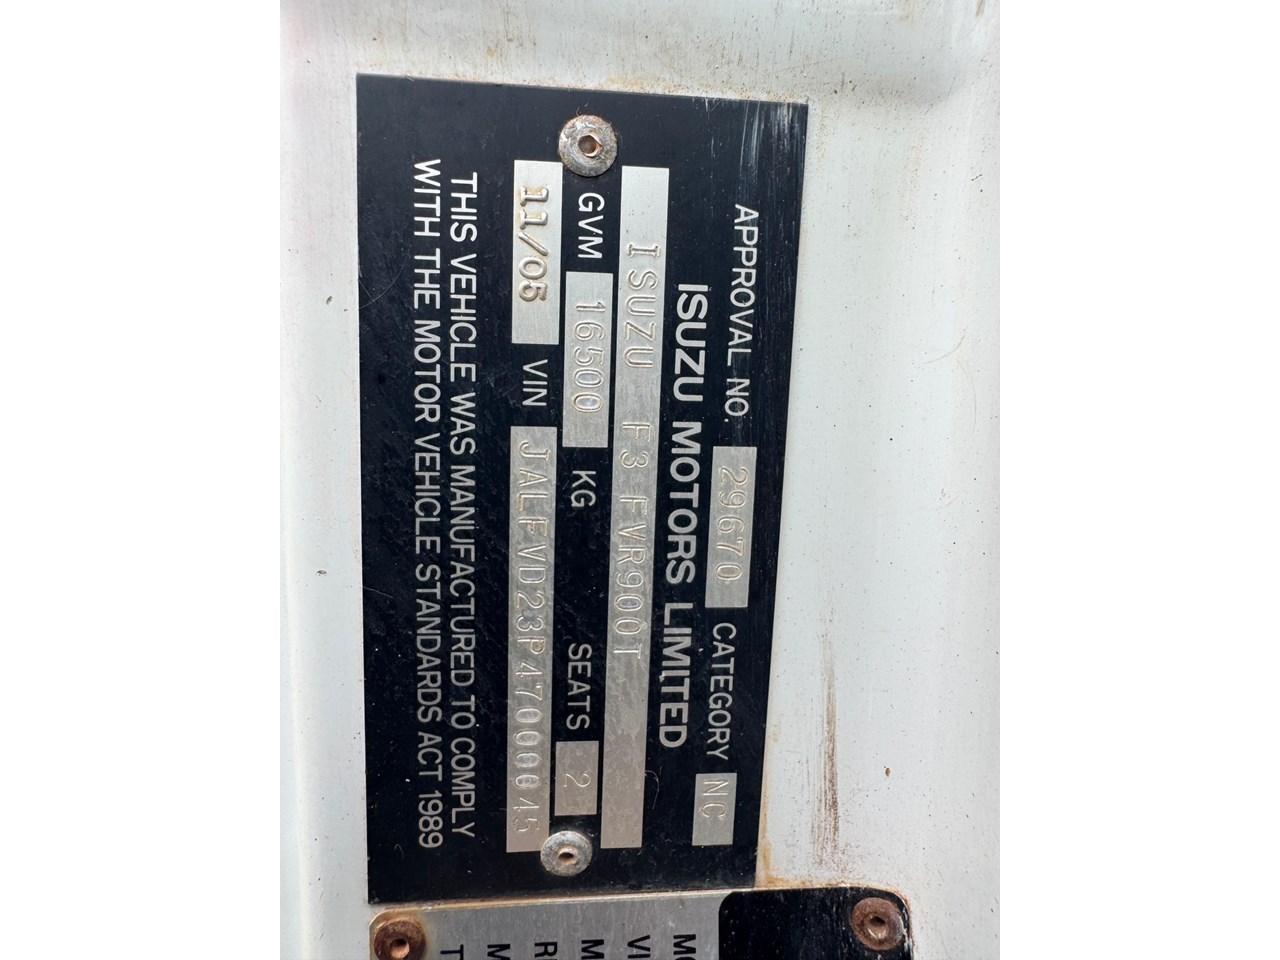 APPROVAL NO. 29670 CATEGORY NC
ISUZU MOTORS LIMITED
ISUZU F3 FVR900T
GVM 16500 KG SEATS 2
11/05 VIN JALFVD23P47000045
THIS VEHICLE WAS MANUFACTURED TO COMPLY
WITH THE MOTOR VEHICLE STANDARDS ACT 1989